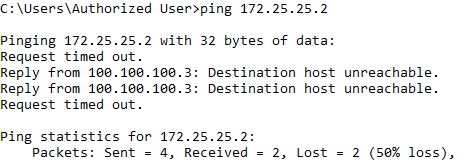 C:\Users\Authorized User>ping 172.25.25.2
Pinging 172.25.25.2 with 32 bytes of data:
Request timed out.
Reply from 100.100.100.3: Destination host unreachable.
Reply from 100.100.100.3: Destination host unreachable.
Request timed out.
Ping statistics for 172.25.25.2:
Packets: Sent = 4, Received = 2, Lost = 2 (50% loss),